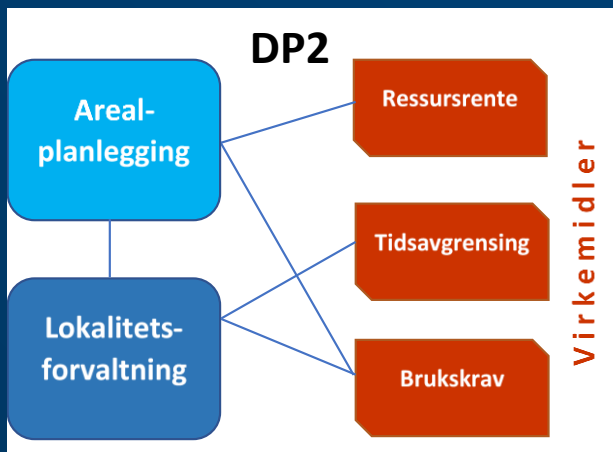 DP2
Areal-
planlegging
Lokalitets-
forvaltning
Ressursrente
Tidsavgrensing
Brukskrav
Virkemidler